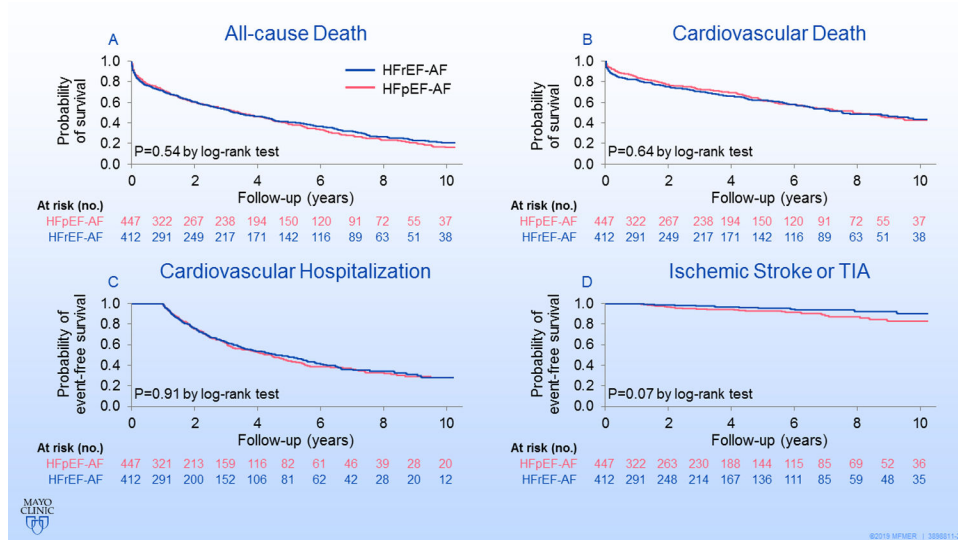 A All-cause Death
Probability
of survival
1.0
0.8
0.6
0.4
0.2
0.0
HFrEF-AF
HFpEF-AF
P=0.54 by log-rank test
0 2 4 6 8 10
Follow-up (years)
At risk (no.)
HFpEF-AF 447 322 267 238 194 150 120 91 72 55 37
HFrEF-AF 412 291 249 217 171 142 116 89 63 51 38
B Cardiovascular Death
Probability
of survival
1.0
0.8
0.6
0.4
0.2
0.0
P=0.64 by log-rank test
0 2 4 6 8 10
Follow-up (years)
At risk (no.)
HFpEF-AF 447 322 267 238 194 150 120 91 72 55 37
HFrEF-AF 412 291 249 217 171 142 116 89 63 51 38
C Cardiovascular Hospitalization
Probability of
event-free survival
1.0
0.8
0.6
0.4
0.2
0.0
P=0.91 by log-rank test
0 2 4 6 8 10
Follow-up (years)
At risk (no.)
HFpEF-AF 447 321 213 159 116 82 61 46 39 28 20
HFrEF-AF 412 291 200 152 106 81 62 42 28 20 12
D Ischemic Stroke or TIA
Probability of
event-free survival
1.0
0.8
0.6
0.4
0.2
0.0
P=0.07 by log-rank test
0 2 4 6 8 10
Follow-up (years)
At risk (no.)
HFpEF-AF 447 322 263 230 188 144 115 85 69 52 36
HFrEF-AF 412 291 248 214 167 136 111 85 59 48 35
MAYO
CLINIC
©2019 MFMER |